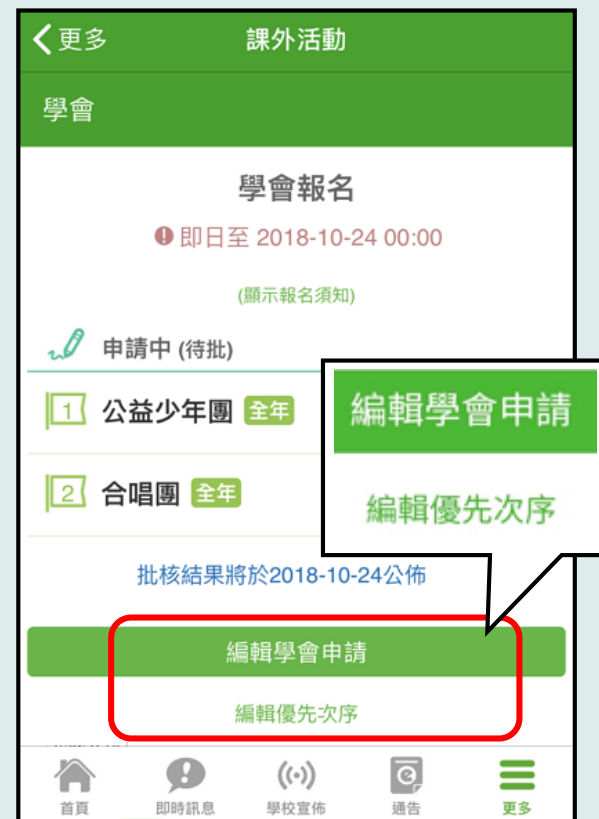 更多 課外活動
學會
學會報名
即日至 2018-10-24 00:00
(顯示報名須知)
申請中 (待批)
1 公益少年團 全年
2 合唱團 全年
編輯學會申請
編輯優先次序
批核結果將於2018-10-24公佈
編輯學會申請
編輯優先次序
首頁 即時訊息 學校宣佈 通告 更多